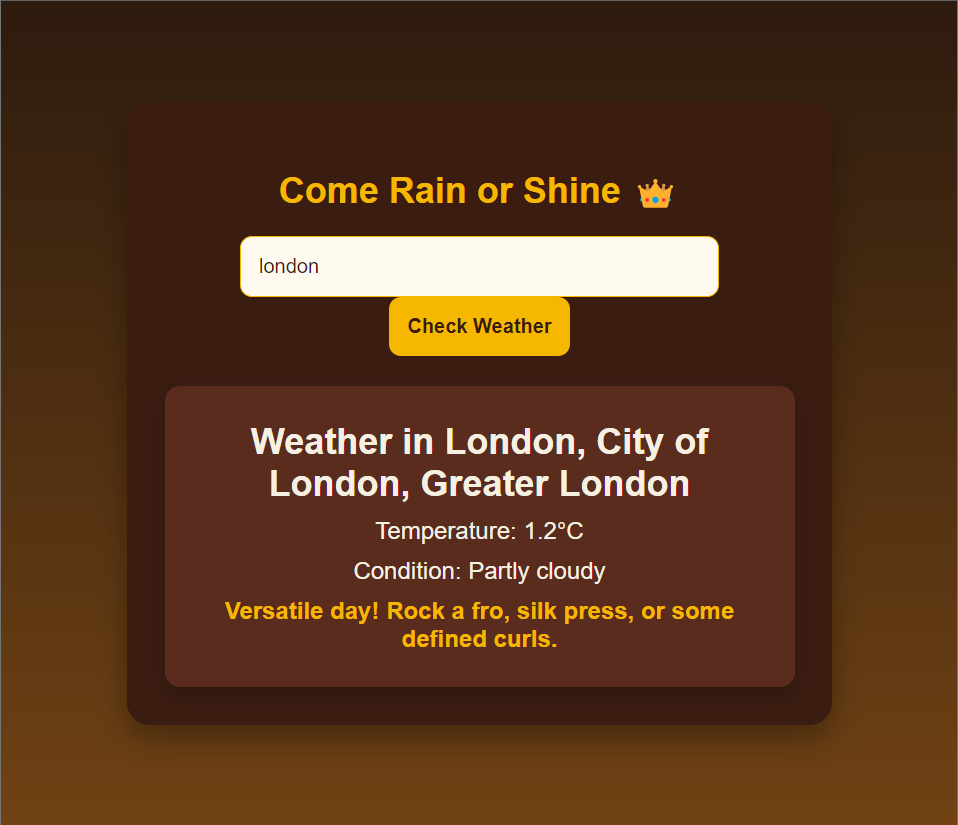 Come Rain or Shine 👑
london
Check Weather
Weather in London, City of
London, Greater London
Temperature: 1.2°C
Condition: Partly cloudy
Versatile day! Rock a fro, silk press, or some
defined curls.